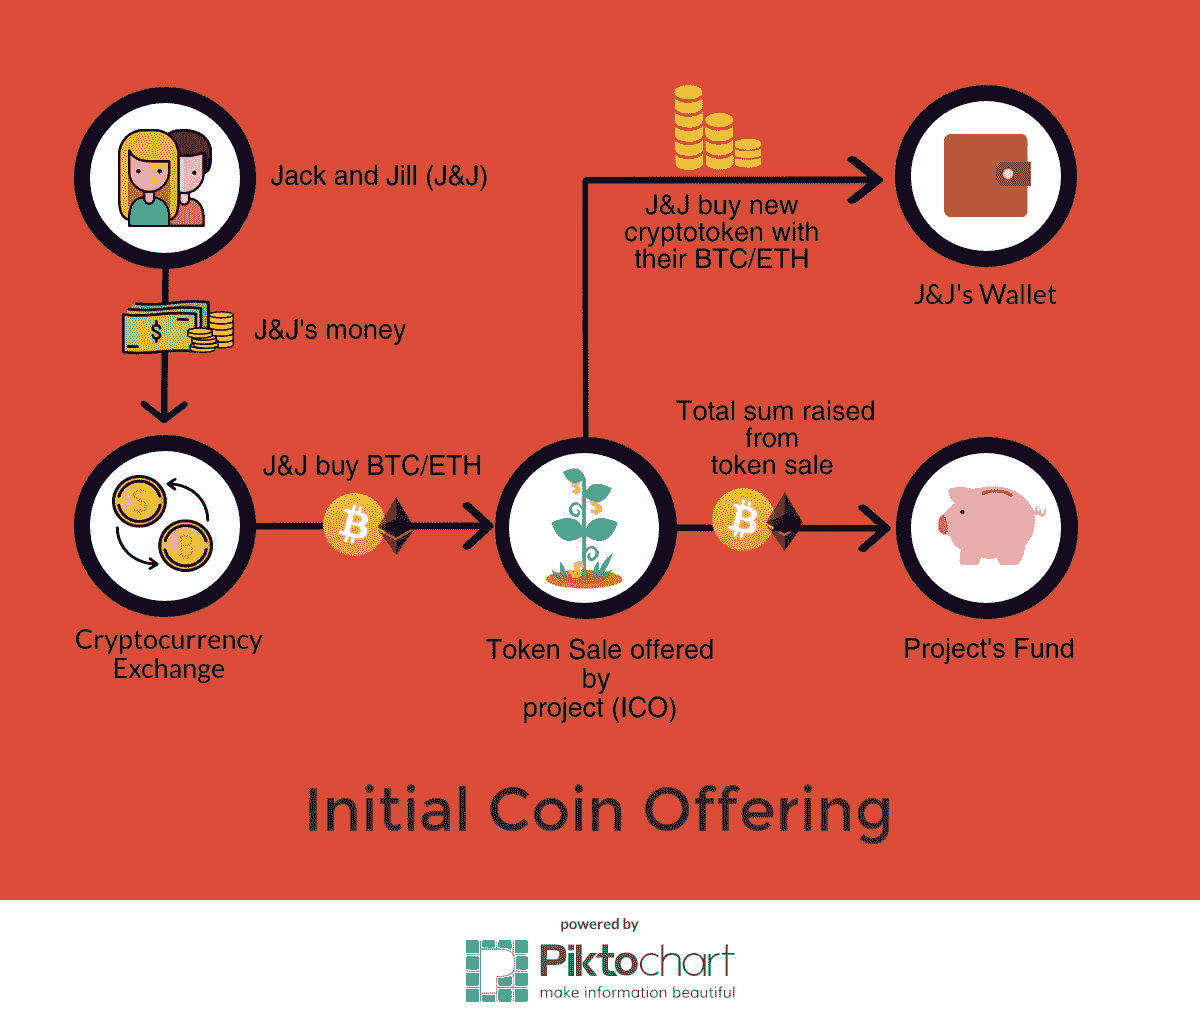 Jack and Jill (J&J)
J&J's money
J&J buy new
cryptotoken with
their BTC/ETH
J&J's Wallet
J&J buy BTC/ETH
Total sum raised
from
token sale
Cryptocurrency
Exchange
Token Sale offered
by
project (ICO)
Project's Fund
Initial Coin Offering
powered by
Piktochart
make information beautiful